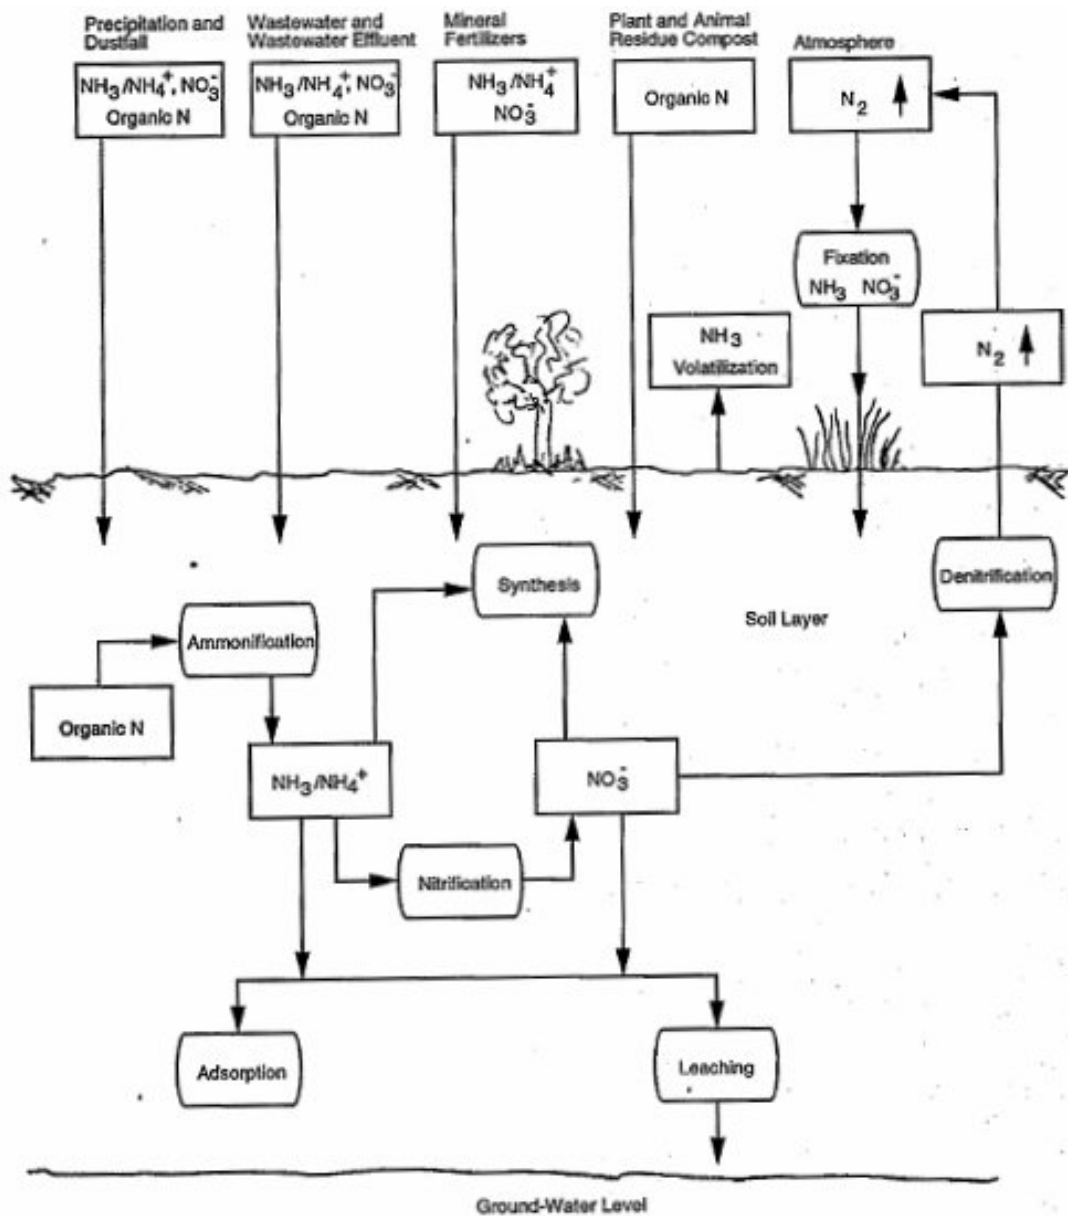 Precipitation and
Dustfall
Wastewater and
Wastewater Effluent
Mineral
Fertilizers
Plant and Animal
Residue Compost
Atmosphere
NH₃/NH₄⁺, NO₃⁻
Organic N
NH₃/NH₄⁺, NO₃⁻
Organic N
NH₃/NH₄⁺
NO₃⁻
Organic N
N₂
Fixation
NH₃ NO₃⁻
NH₃
Volatilization
N₂
Synthesis
Denitrification
Soil Layer
Ammonification
Organic N
NH₃/NH₄⁺
NO₃⁻
Nitrification
Adsorption
Leaching
Ground-Water Level